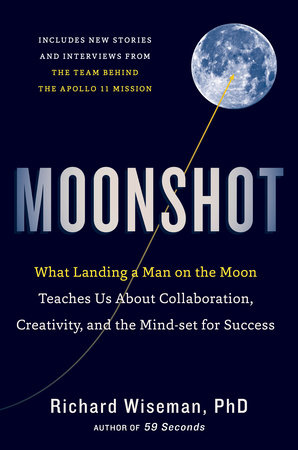 INCLUDES NEW STORIES
AND INTERVIEWS FROM
THE TEAM BEHIND
THE APOLLO 11 MISSION
MOONSHOT
What Landing a Man on the Moon
Teaches Us About Collaboration,
Creativity, and the Mind-set for Success
Richard Wiseman, PhD
AUTHOR OF 59 Seconds